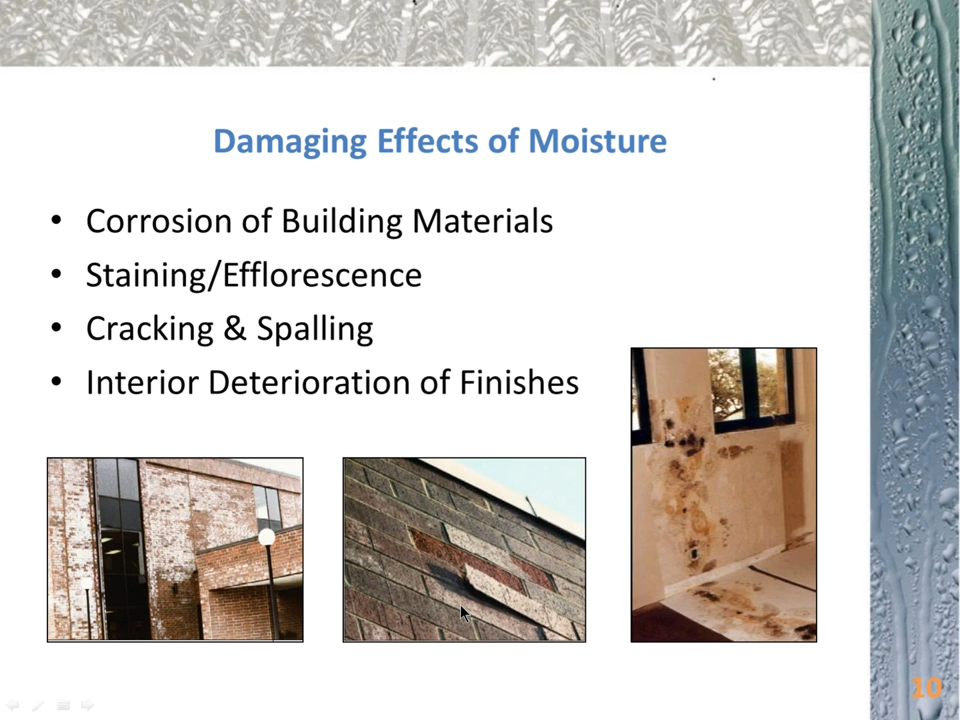 Damaging Effects of Moisture
• Corrosion of Building Materials
• Staining/Efflorescence
• Cracking & Spalling
• Interior Deterioration of Finishes
10